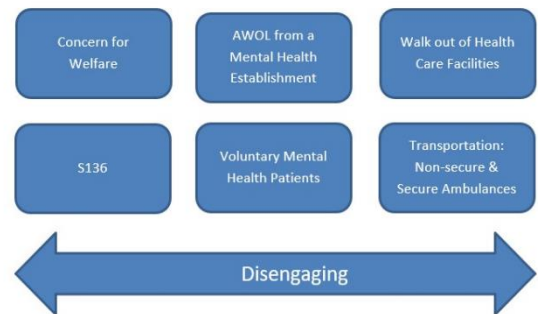 Concern for
Welfare
AWOL from a
Mental Health
Establishment
Walk out of Health
Care Facilities
S136
Voluntary Mental
Health Patients
Transportation:
Non-secure &
Secure Ambulances
Disengaging